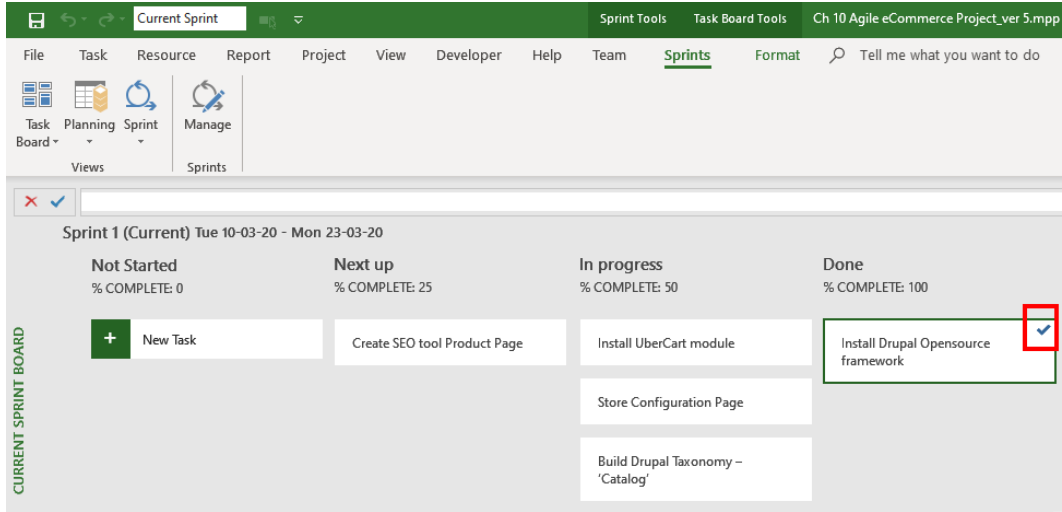 Current Sprint
Sprint Tools Task Board Tools Ch 10 Agile eCommerce Project_ver 5.mpp
File Task Resource Report Project View Developer Help Team Sprints Format Tell me what you want to do
Task Board
Planning
Sprint
Manage
Views
Sprints
Sprint 1 (Current) Tue 10-03-20 - Mon 23-03-20
Not Started
% COMPLETE: 0
+ New Task
Next up
% COMPLETE: 25
Create SEO tool Product Page
In progress
% COMPLETE: 50
Install UberCart module
Store Configuration Page
Build Drupal Taxonomy –
'Catalog'
Done
% COMPLETE: 100
Install Drupal Opensource
framework
CURRENT SPRINT BOARD